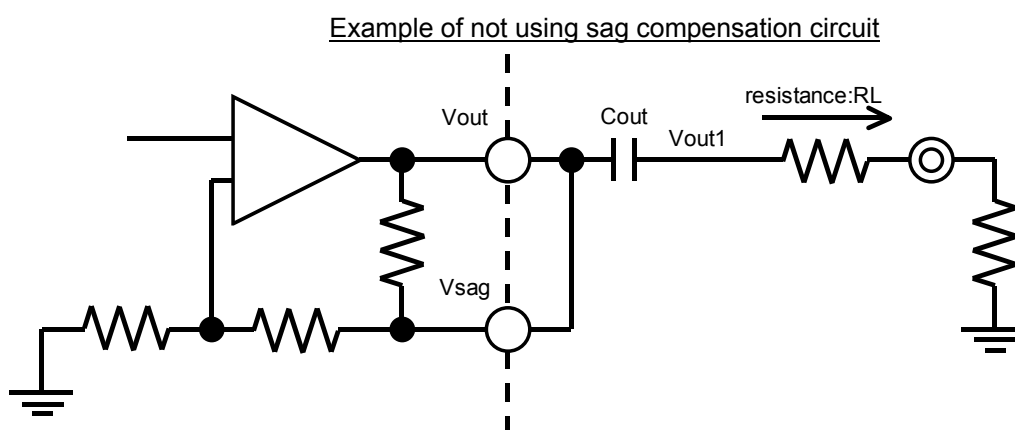 Example of not using sag compensation circuit
resistance:RL
Vout
Cout
Vout1
Vsag